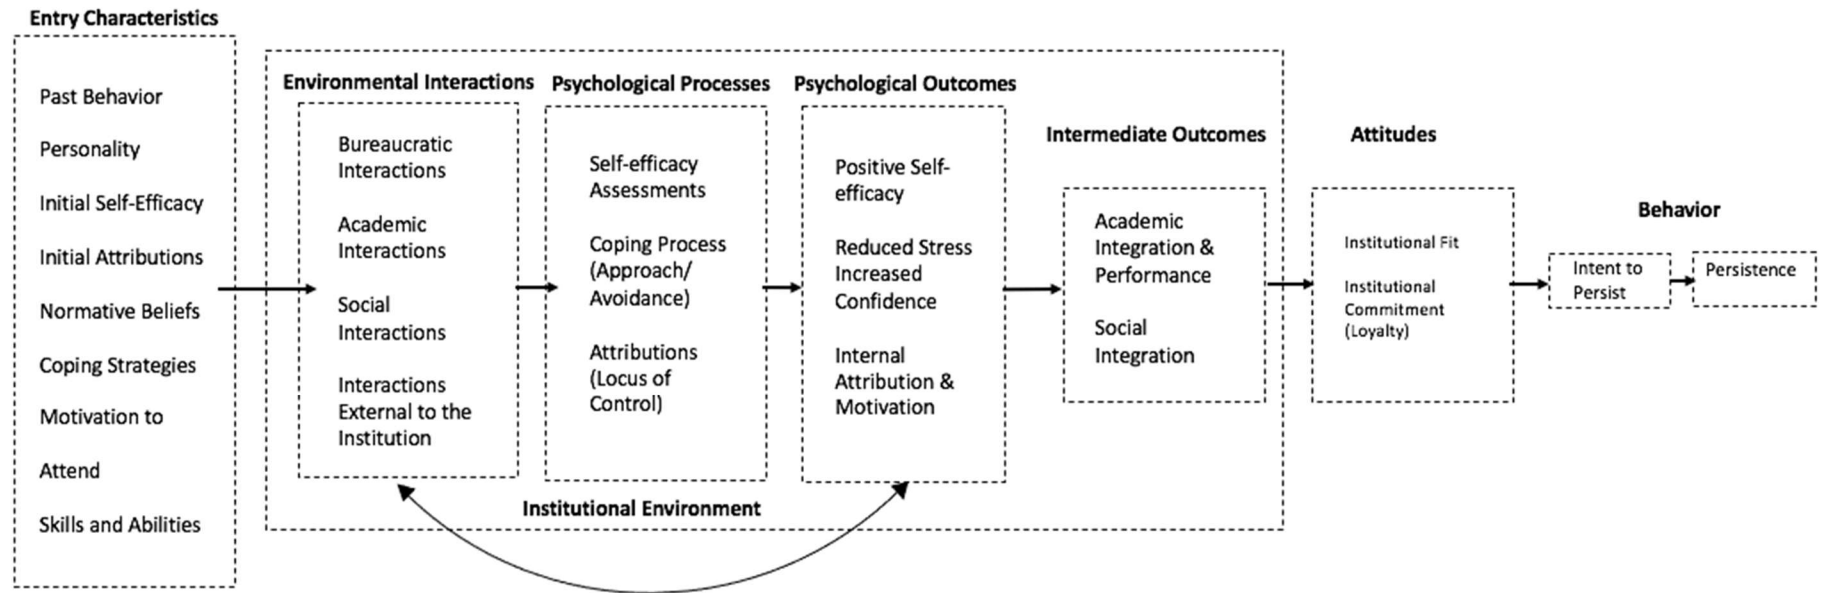 Entry Characteristics
Past Behavior
Personality
Initial Self-Efficacy
Initial Attributions
Normative Beliefs
Coping Strategies
Motivation to
Attend
Skills and Abilities
Environmental Interactions
Bureaucratic
Interactions
Academic
Interactions
Social
Interactions
Interactions
External to the
Institution
Psychological Processes
Self-efficacy
Assessments
Coping Process
(Approach/
Avoidance)
Attributions
(Locus of
Control)
Psychological Outcomes
Positive Self-
efficacy
Reduced Stress
Increased
Confidence
Internal
Attribution &
Motivation
Institutional Environment
Intermediate Outcomes
Academic
Integration &
Performance
Social
Integration
Attitudes
Institutional Fit
Institutional
Commitment
(Loyalty)
Behavior
Intent to
Persist
Persistence